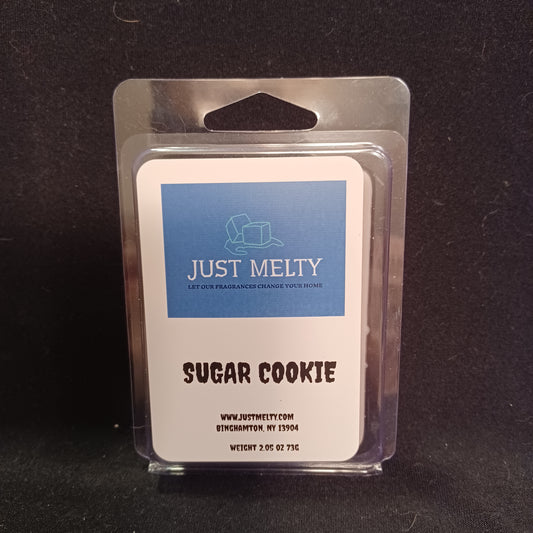 JUST MELTY
LET OUR FRAGRANCES CHANGE YOUR HOME
SUGAR COOKIE
WWW.JUSTMELTY.COM
BINGHAMTON, NY 13904
WEIGHT 2.05 OZ 73G